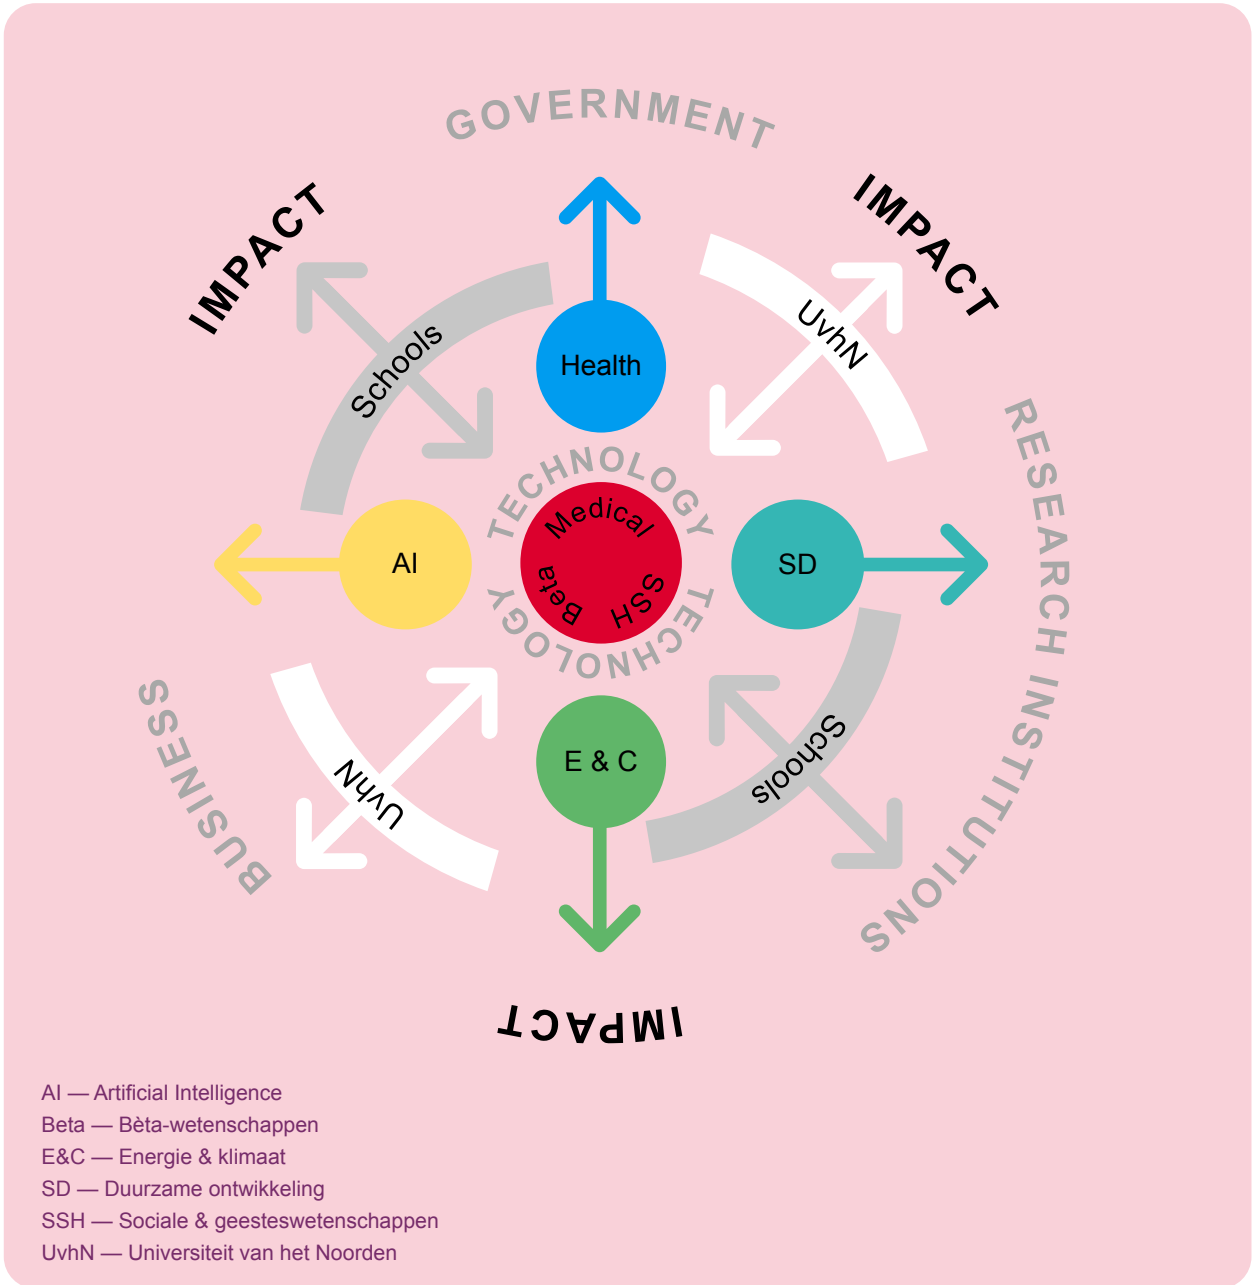 GOVERNMENT
IMPACT
IMPACT
Schools
UvhN
Health
RESEARCH INSTITUTIONS
TECHNOLOGY
Medical
AI
SD
Beta
SSH
TECHNOLOGY
E & C
BUSINESS
UvhN
Schools
IMPACT
AI — Artificial Intelligence
Beta — Bèta-wetenschappen
E&C — Energie & klimaat
SD — Duurzame ontwikkeling
SSH — Sociale & geesteswetenschappen
UvhN — Universiteit van het Noorden